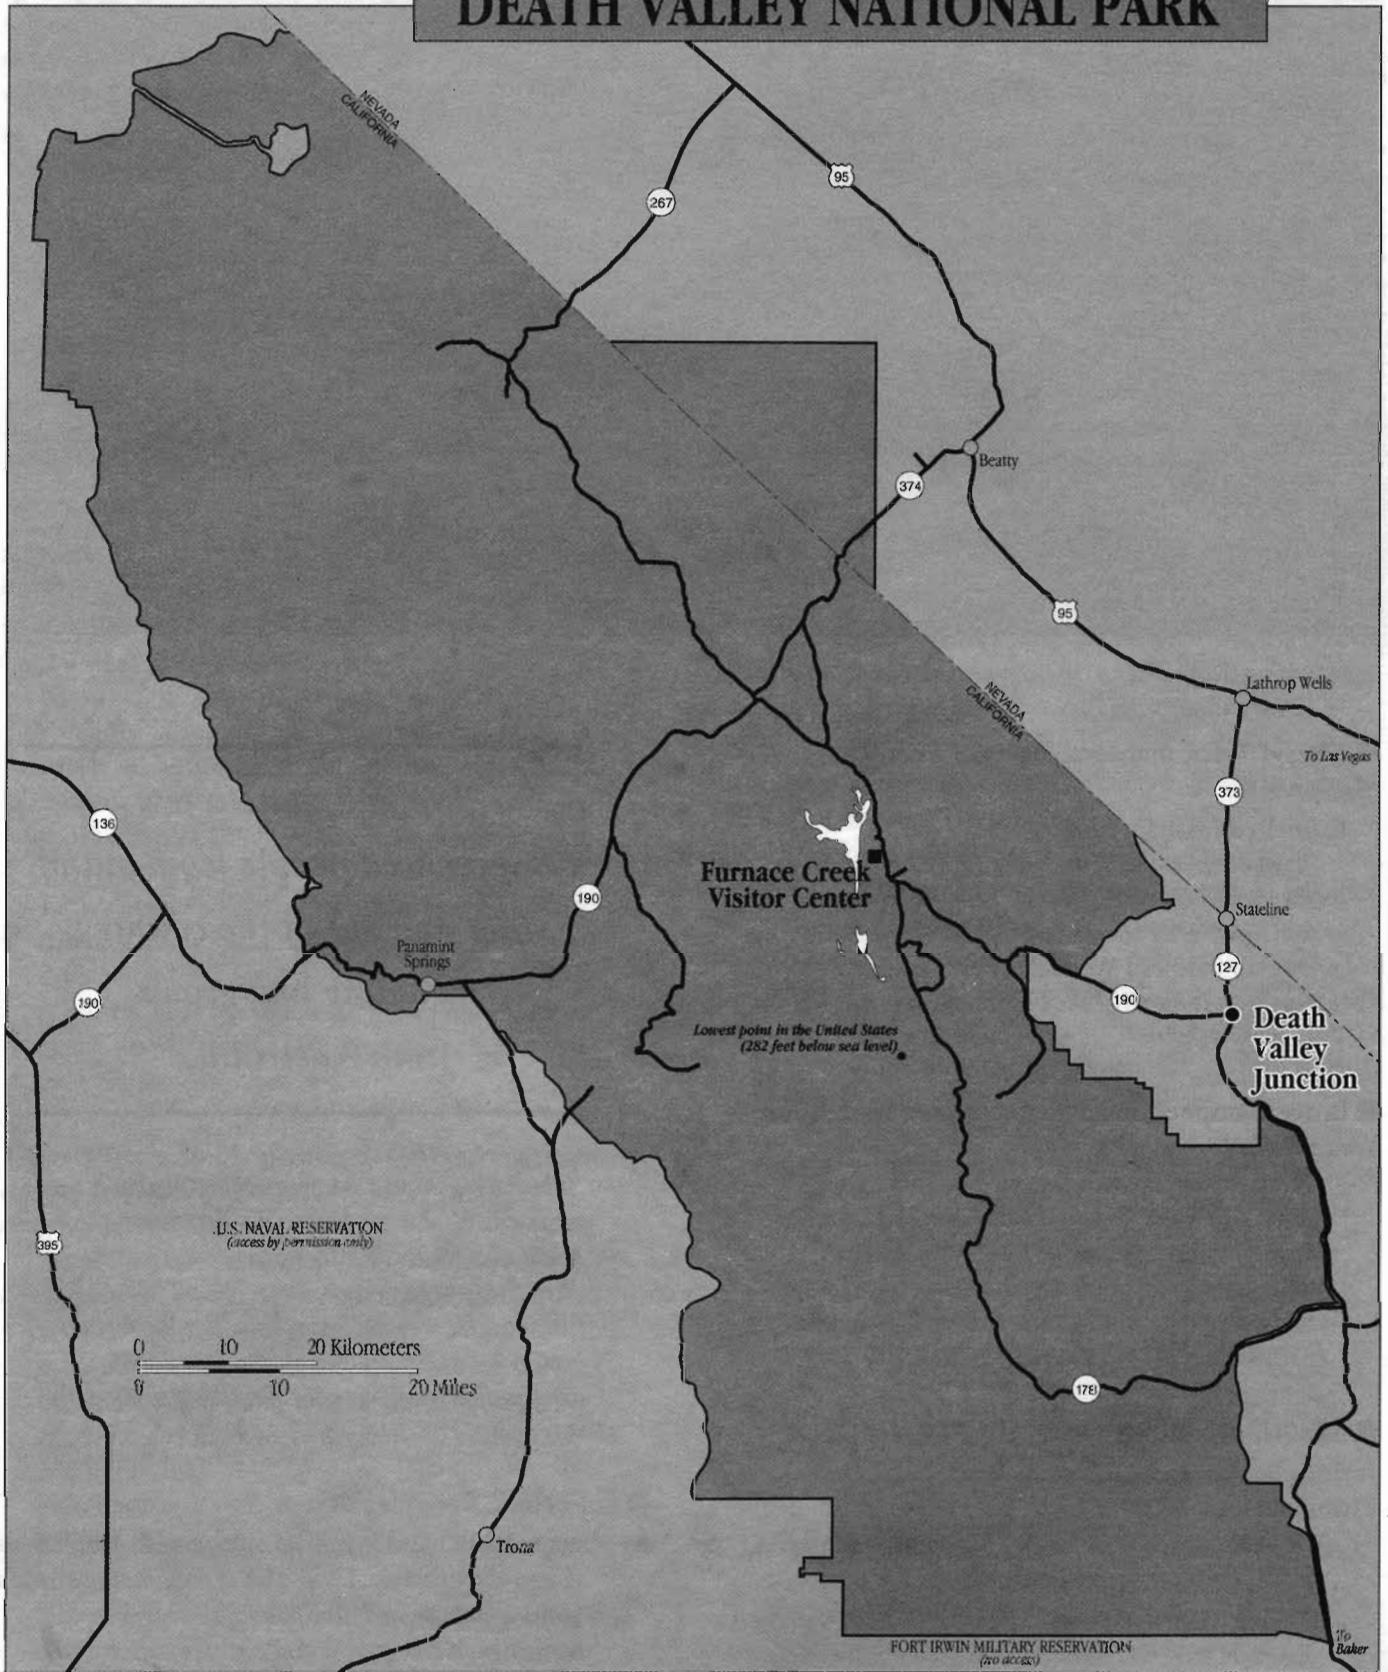 DEATH VALLEY NATIONAL PARK
NEVADA
CALIFORNIA
95
267
Beatty
374
95
NEVADA
CALIFORNIA
Lathrop Wells
To Las Vegas
373
136
Furnace Creek
Visitor Center
190
Stateline
Panamint
Springs
127
190
190
Death
Valley
Junction
Lowest point in the United States
(282 feet below sea level)
U.S. NAVAL RESERVATION
(access by permission only)
395
0 10 20 Kilometers
0 10 20 Miles
178
Trona
FORT IRWIN MILITARY RESERVATION
(no access)
To
Baker